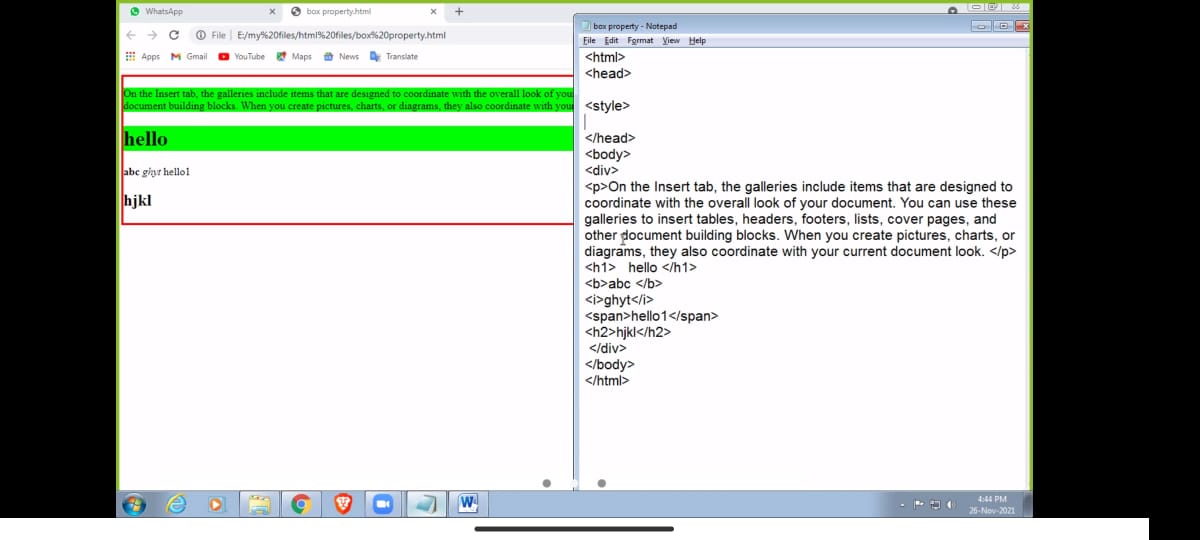 WhatsApp
box property.html
File
E:/my%20files/html%20files/box%20property.html
Apps
Gmail
YouTube
Maps
News
Translate
On the Insert tab, the galleries include items that are designed to coordinate with the overall look of you
document building blocks. When you create pictures, charts, or diagrams, they also coordinate with your
hello
abc ghyt hello1
hjkl
box property - Notepad
File Edit Format View Help
<html>
<head>
<style>
</head>
<body>
<div>
<p>On the Insert tab, the galleries include items that are designed to
coordinate with the overall look of your document. You can use these
galleries to insert tables, headers, footers, lists, cover pages, and
other document building blocks. When you create pictures, charts, or
diagrams, they also coordinate with your current document look. </p>
<h1>   hello </h1>
<b>abc </b>
<i>ghyt</i>
<span>hello1</span>
<h2>hjkl</h2>
 </div>
</body>
</html>
4:44 PM
26-Nov-2021